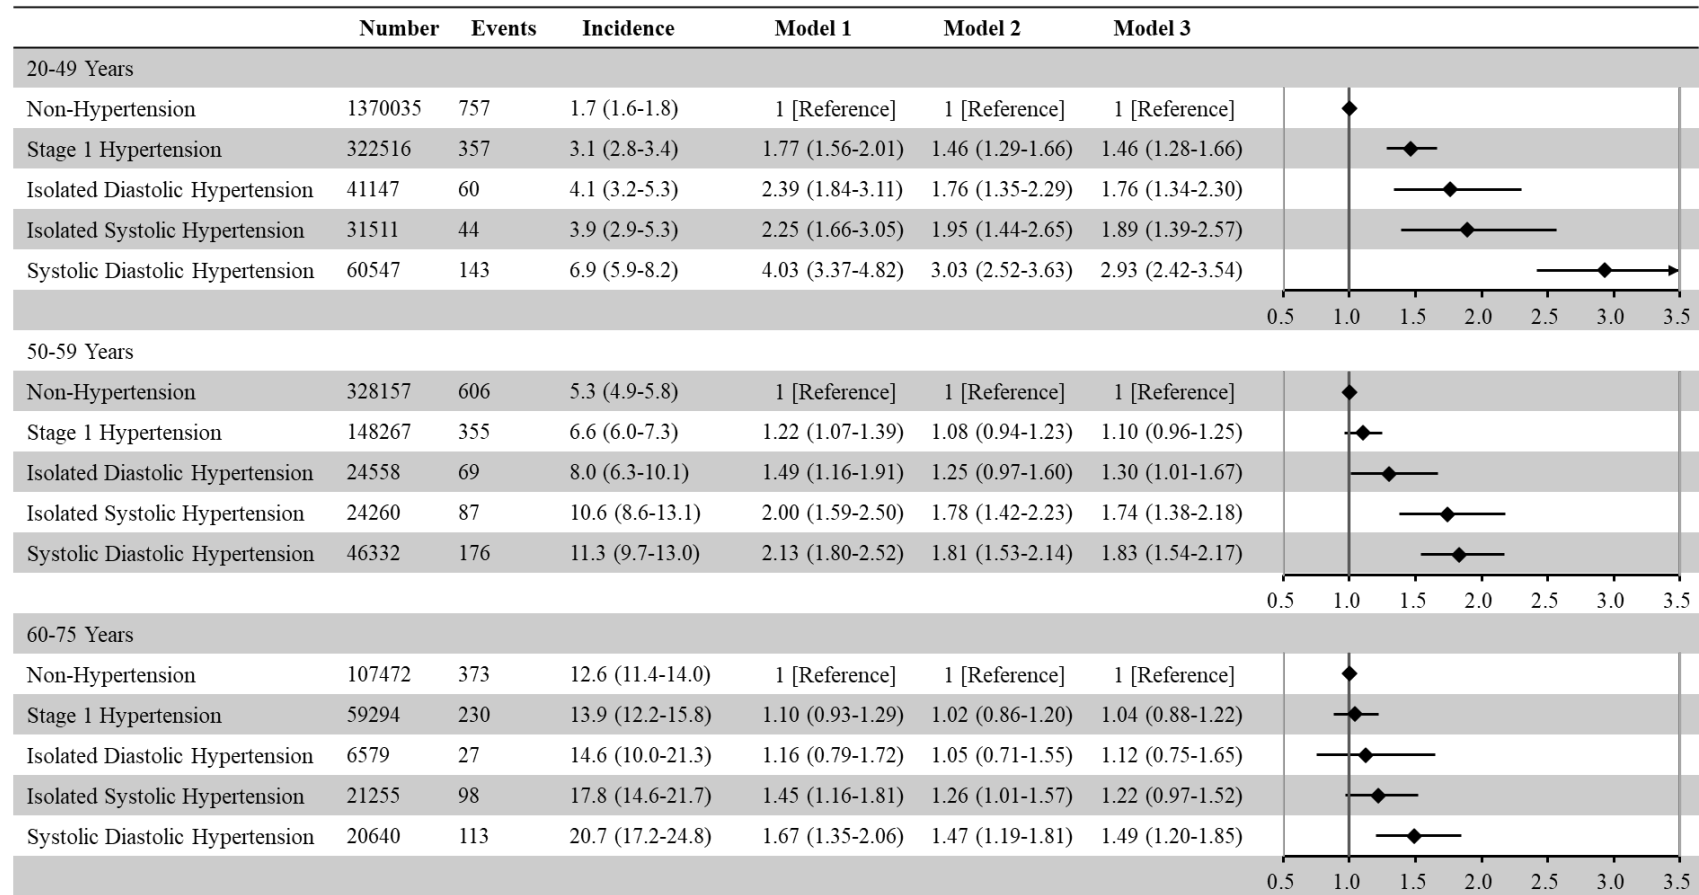 Number Events Incidence Model 1 Model 2 Model 3
20-49 Years
Non-Hypertension 1370035 757 1.7 (1.6-1.8) 1 [Reference] 1 [Reference] 1 [Reference]
Stage 1 Hypertension 322516 357 3.1 (2.8-3.4) 1.77 (1.56-2.01) 1.46 (1.29-1.66) 1.46 (1.28-1.66)
Isolated Diastolic Hypertension 41147 60 4.1 (3.2-5.3) 2.39 (1.84-3.11) 1.76 (1.35-2.29) 1.76 (1.34-2.30)
Isolated Systolic Hypertension 31511 44 3.9 (2.9-5.3) 2.25 (1.66-3.05) 1.95 (1.44-2.65) 1.89 (1.39-2.57)
Systolic Diastolic Hypertension 60547 143 6.9 (5.9-8.2) 4.03 (3.37-4.82) 3.03 (2.52-3.63) 2.93 (2.42-3.54)
0.5 1.0 1.5 2.0 2.5 3.0 3.5
50-59 Years
Non-Hypertension 328157 606 5.3 (4.9-5.8) 1 [Reference] 1 [Reference] 1 [Reference]
Stage 1 Hypertension 148267 355 6.6 (6.0-7.3) 1.22 (1.07-1.39) 1.08 (0.94-1.23) 1.10 (0.96-1.25)
Isolated Diastolic Hypertension 24558 69 8.0 (6.3-10.1) 1.49 (1.16-1.91) 1.25 (0.97-1.60) 1.30 (1.01-1.67)
Isolated Systolic Hypertension 24260 87 10.6 (8.6-13.1) 2.00 (1.59-2.50) 1.78 (1.42-2.23) 1.74 (1.38-2.18)
Systolic Diastolic Hypertension 46332 176 11.3 (9.7-13.0) 2.13 (1.80-2.52) 1.81 (1.53-2.14) 1.83 (1.54-2.17)
0.5 1.0 1.5 2.0 2.5 3.0 3.5
60-75 Years
Non-Hypertension 107472 373 12.6 (11.4-14.0) 1 [Reference] 1 [Reference] 1 [Reference]
Stage 1 Hypertension 59294 230 13.9 (12.2-15.8) 1.10 (0.93-1.29) 1.02 (0.86-1.20) 1.04 (0.88-1.22)
Isolated Diastolic Hypertension 6579 27 14.6 (10.0-21.3) 1.16 (0.79-1.72) 1.05 (0.71-1.55) 1.12 (0.75-1.65)
Isolated Systolic Hypertension 21255 98 17.8 (14.6-21.7) 1.45 (1.16-1.81) 1.26 (1.01-1.57) 1.22 (0.97-1.52)
Systolic Diastolic Hypertension 20640 113 20.7 (17.2-24.8) 1.67 (1.35-2.06) 1.47 (1.19-1.81) 1.49 (1.20-1.85)
0.5 1.0 1.5 2.0 2.5 3.0 3.5